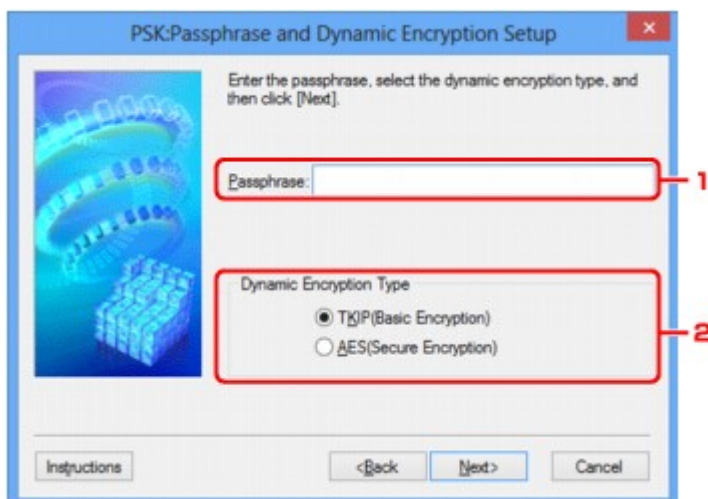 PSK:Passphrase and Dynamic Encryption Setup
Enter the passphrase, select the dynamic encryption type, and
then click [Next].
Passphrase:
1
Dynamic Encryption Type
TKIP(Basic Encryption)
AES(Secure Encryption)
2
Instructions
<Back
Next>
Cancel